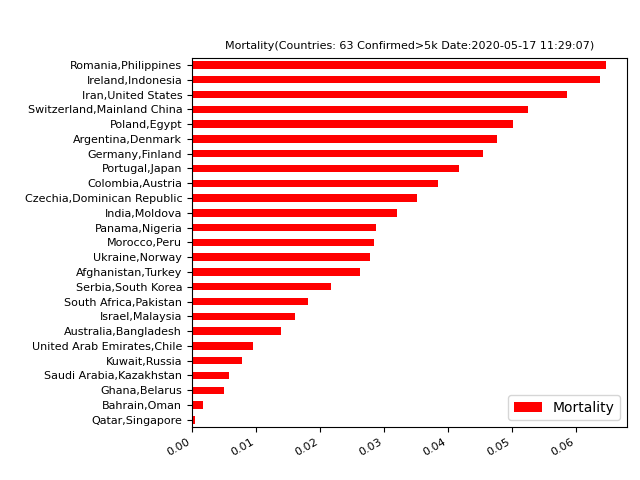 Mortality(Countries: 63 Confirmed>5k Date:2020-05-17 11:29:07)
Romania,Philippines
Ireland,Indonesia
Iran,United States
Switzerland,Mainland China
Poland,Egypt
Argentina,Denmark
Germany,Finland
Portugal,Japan
Colombia,Austria
Czechia,Dominican Republic
India,Moldova
Panama,Nigeria
Morocco,Peru
Ukraine,Norway
Afghanistan,Turkey
Serbia,South Korea
South Africa,Pakistan
Israel,Malaysia
Australia,Bangladesh
United Arab Emirates,Chile
Kuwait,Russia
Saudi Arabia,Kazakhstan
Ghana,Belarus
Bahrain,Oman
Qatar,Singapore
Mortality
0.00 0.01 0.02 0.03 0.04 0.05 0.06